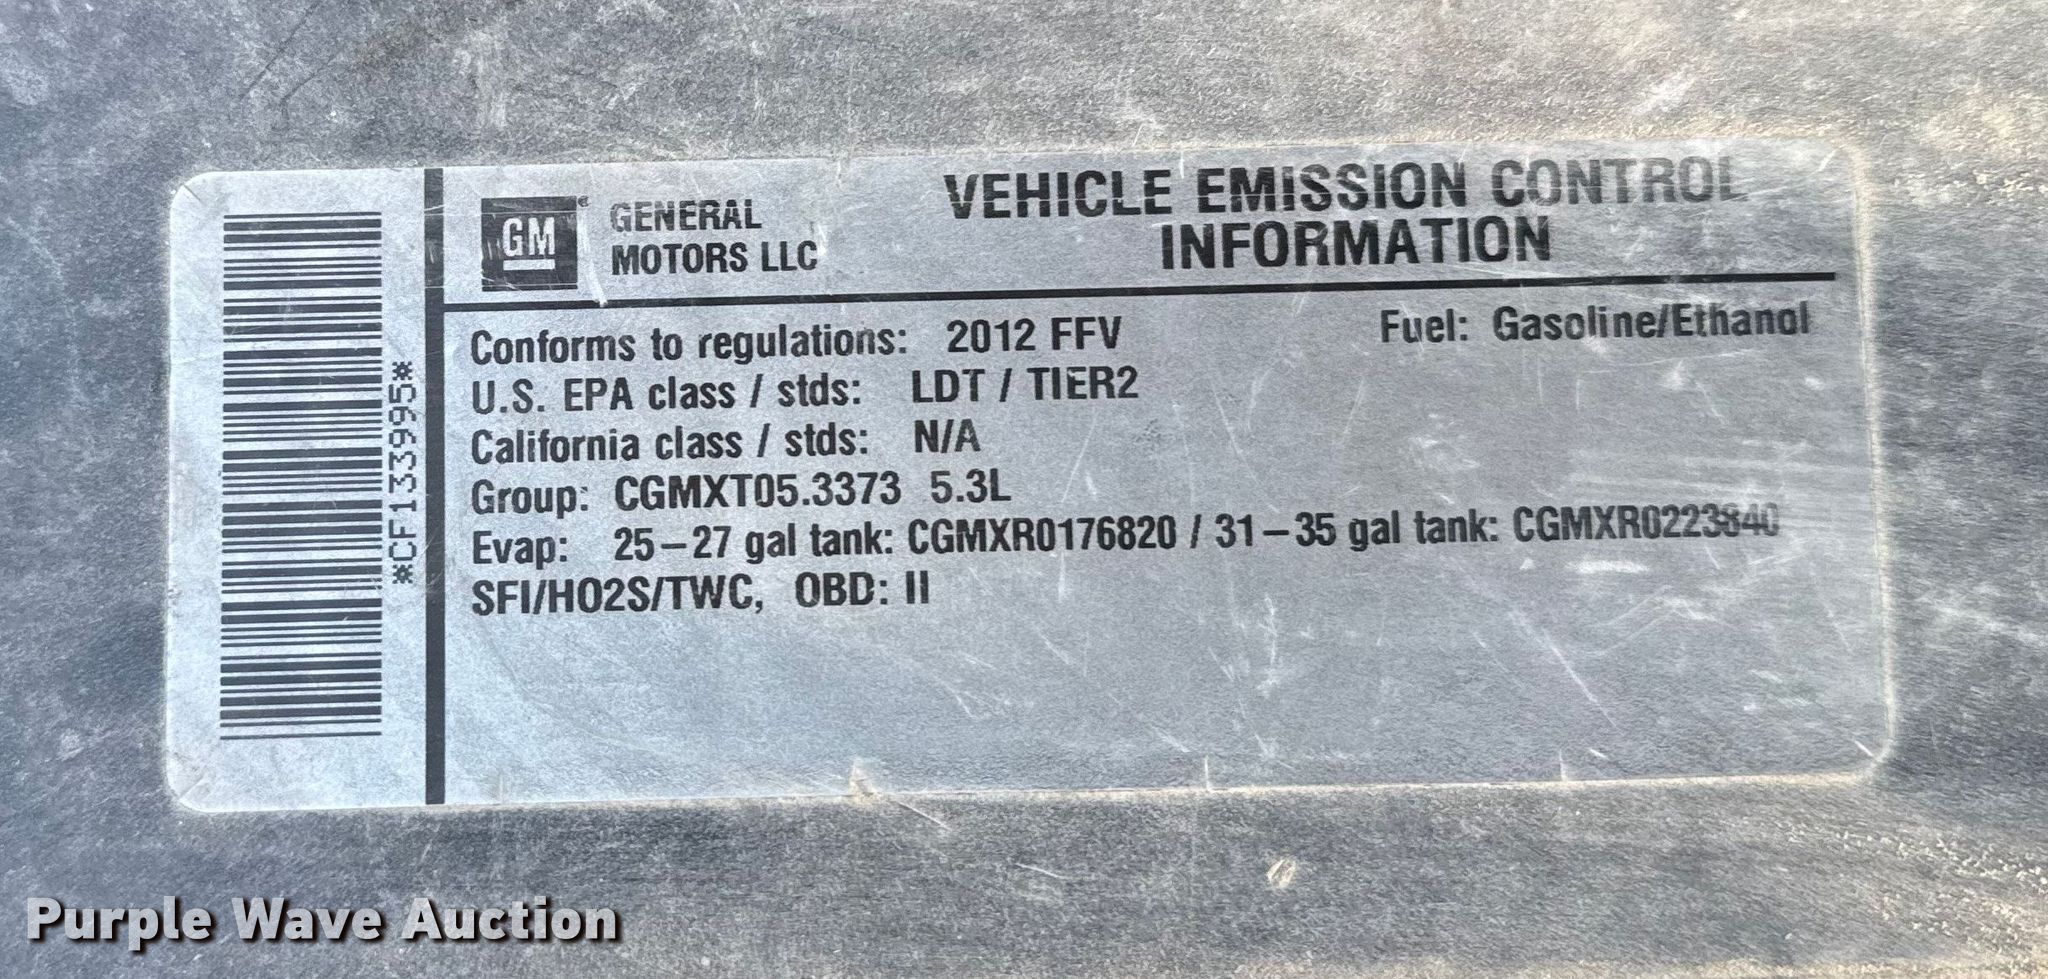 *CF133995*
GM
GENERAL
MOTORS LLC
VEHICLE EMISSION CONTROL
INFORMATION
Conforms to regulations: 2012 FFV
Fuel: Gasoline/Ethanol
U.S. EPA class / stds: LDT / TIER2
California class / stds: N/A
Group: CGMXT05.3373 5.3L
Evap: 25-27 gal tank: CGMXR0176820 / 31-35 gal tank: CGMXR0223840
SFI/HO2S/TWC, OBD: II
Purple Wave Auction